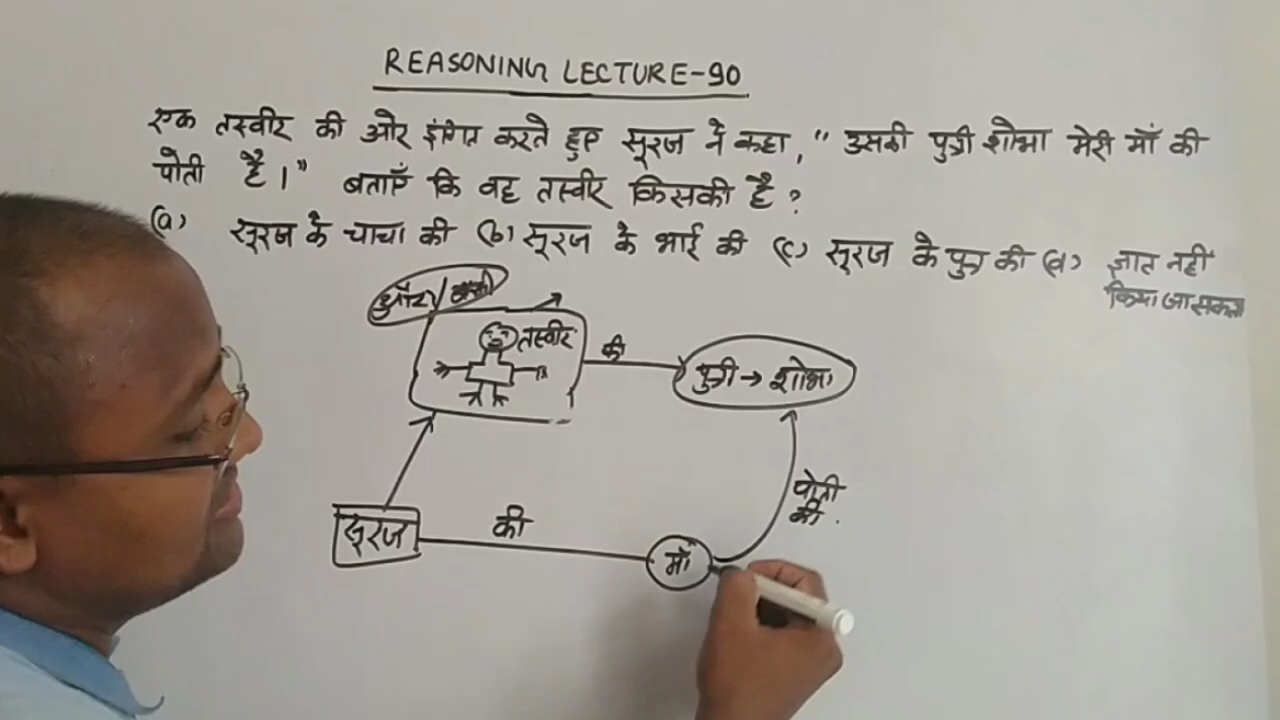 REASONING LECTURE-90
एक तस्वीर की ओर इंगित करते हुए सूरज ने कहा, "उसकी पुत्री शोभा मेरी माँ की
पोती है।" बताएँ कि वह तस्वीर किसकी है?
(a) सूरज के चाचा की (b) सूरज के भाई की (c) सूरज के पुत्र की (d) ज्ञात नहीं
किया जा सकता
तस्वीर
की
पुत्री → शोभा
पोती
की
सूरज
की
माँ